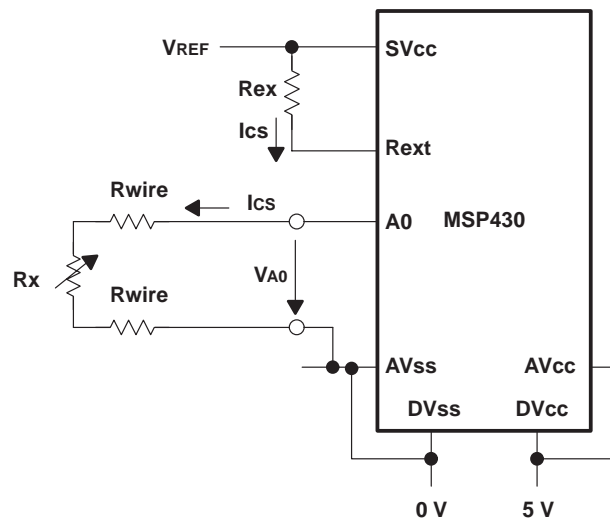 VREF
SVcc
Rex
Ics
Rext
Rwire
Ics
A0
MSP430
Rx
VA0
Rwire
AVss
AVcc
DVss
DVcc
0 V
5 V